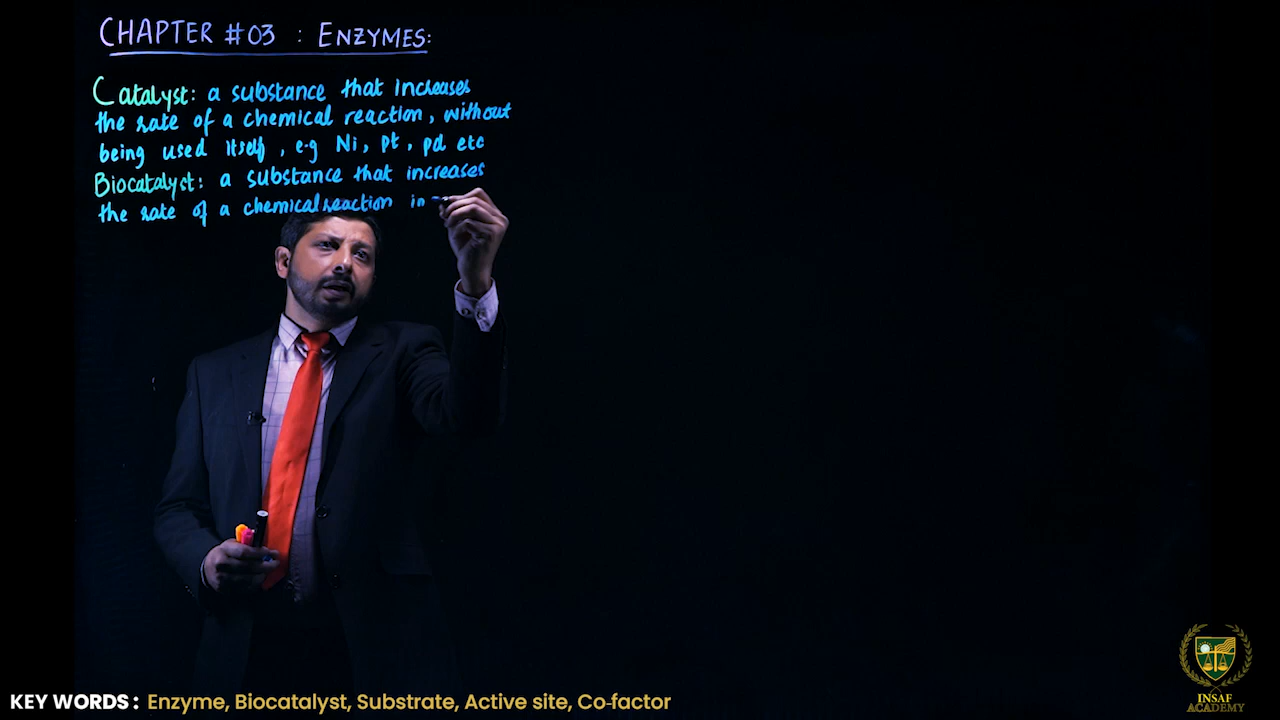 CHAPTER #03 : ENZYMES:
Catalyst: a substance that increases
the rate of a chemical reaction, without
being used itself, e.g Ni, Pt, pd etc
Biocatalyst: a substance that increases
the rate of a chemical reaction in
KEY WORDS: Enzyme, Biocatalyst, Substrate, Active site, Co-factor
INSAF
ACADEMY